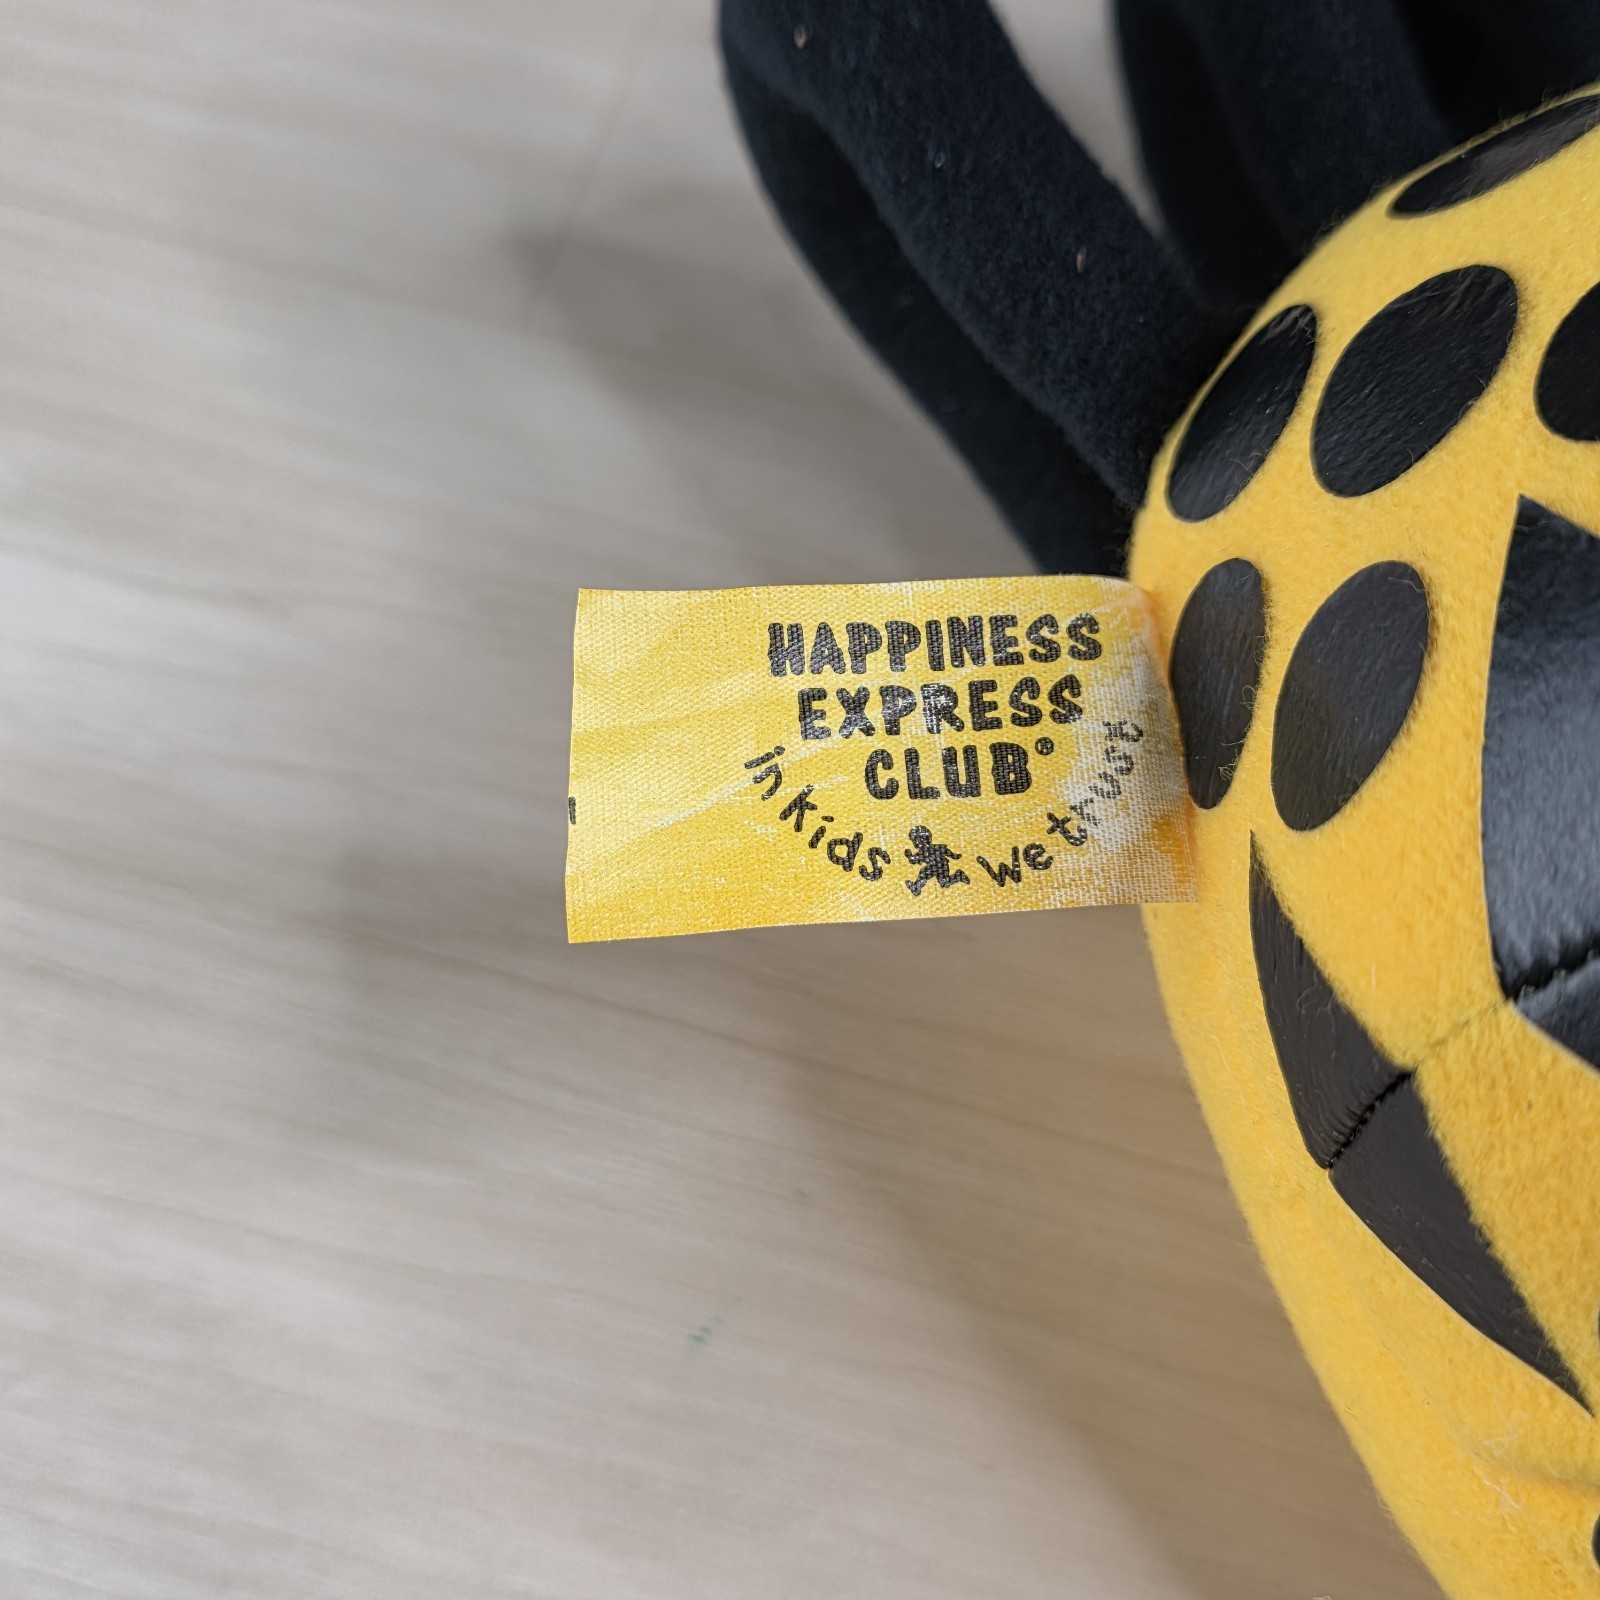 HAPPINESS
EXPRESS
CLUB®
in kids we trust